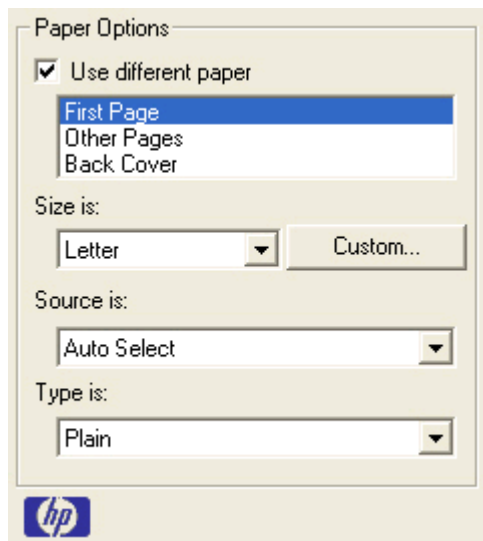 Paper Options
Use different paper
First Page
Other Pages
Back Cover
Size is:
Letter
Custom...
Source is:
Auto Select
Type is:
Plain
hp